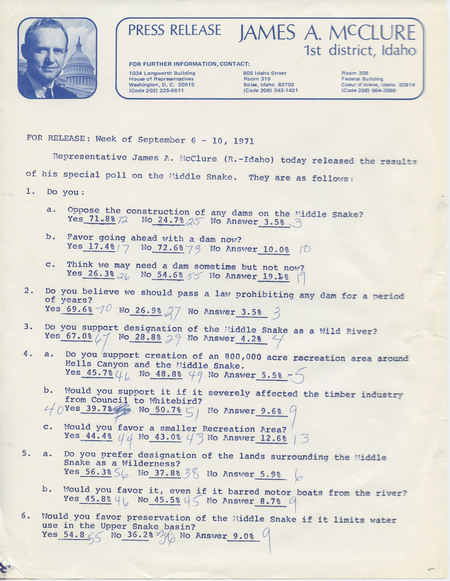 PRESS RELEASE JAMES A. McCLURE
1st district, Idaho
FOR FURTHER INFORMATION, CONTACT:
1034 Longworth Building 805 Idaho Street Room 305
House of Representatives Room 319 Federal Building
Washington, D. C. 20515 Boise, Idaho 83702 Coeur d'Alene, Idaho 83814
(Code 202) 225-6611 (Code 208) 343-1421 (Code 208) 664-3086
FOR RELEASE: Week of September 6 - 10, 1971
Representative James A. McClure (R.-Idaho) today released the results
of his special poll on the Middle Snake. They are as follows:
1. Do you:
a. Oppose the construction of any dams on the Middle Snake?
Yes 71.8% 72 No 24.7% 25 No Answer 3.5% 3
b. Favor going ahead with a dam now?
Yes 17.4% 17 No 72.6% 73 No Answer 10.0% 10
c. Think we may need a dam sometime but not now?
Yes 26.3% 26 No 54.6% 55 No Answer 19.1% 19
2. Do you believe we should pass a law prohibiting any dam for a period
of years?
Yes 69.6% 70 No 26.9% 27 No Answer 3.5% 3
3. Do you support designation of the Middle Snake as a Wild River?
Yes 67.0% 67 No 28.8% 29 No Answer 4.2% 4
4. a. Do you support creation of an 800,000 acre recreation area around
Hells Canyon and the Middle Snake.
Yes 45.7% 46 No 48.8% 49 No Answer 5.5% 5
b. Would you support it if it severely affected the timber industry
from Council to Whitebird?
40 Yes 39.7% No 50.7% 51 No Answer 9.6% 9
c. Would you favor a smaller Recreation Area?
Yes 44.4% 44 No 43.0% 43 No Answer 12.6% 13
5. a. Do you prefer designation of the lands surrounding the Middle
Snake as a Wilderness?
Yes 56.3% 56 No 37.8% 38 No Answer 5.9% 6
b. Would you favor it, even if it barred motor boats from the river?
Yes 45.8% 46 No 45.5% 45 No Answer 8.7% 9
6. Would you favor preservation of the Middle Snake if it limits water
use in the Upper Snake basin?
Yes 54.8 55 No 36.2% 36 No Answer 9.0% 9